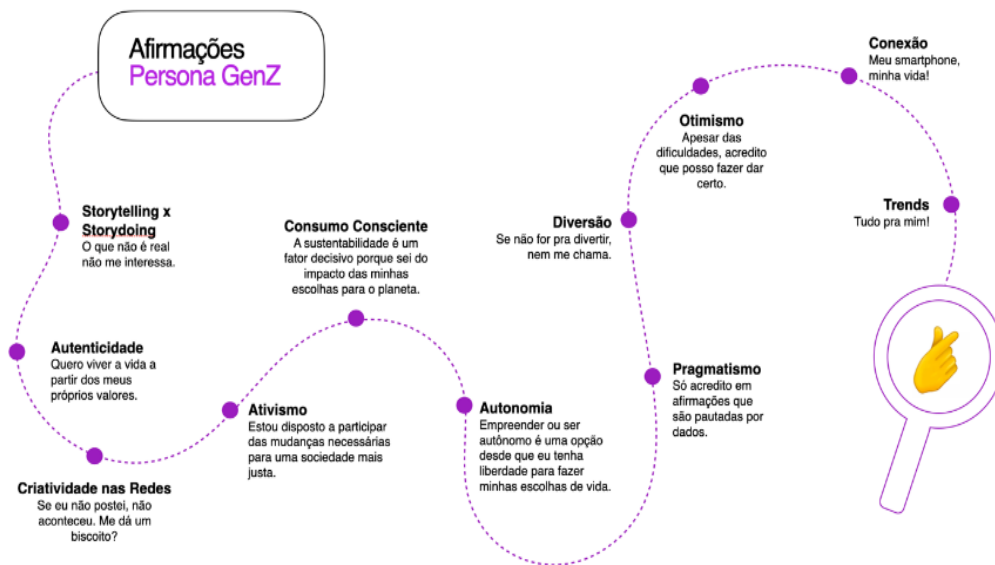 Afirmações
Persona GenZ
Storytelling x
Storydoing
O que não é real
não me interessa.
Autenticidade
Quero viver a vida a
partir dos meus
próprios valores.
Criatividade nas Redes
Se eu não postei, não
aconteceu. Me dá um
biscoito?
Ativismo
Estou disposto a participar
das mudanças necessárias
para uma sociedade mais
justa.
Consumo Consciente
A sustentabilidade é um
fator decisivo porque sei do
impacto das minhas
escolhas para o planeta.
Autonomia
Empreender ou ser
autônomo é uma opção
desde que eu tenha
liberdade para fazer
minhas escolhas de vida.
Pragmatismo
Só acredito em
afirmações que
são pautadas por
dados.
Diversão
Se não for pra divertir,
nem me chama.
Otimismo
Apesar das
dificuldades, acredito
que posso fazer dar
certo.
Conexão
Meu smartphone,
minha vida!
Trends
Tudo pra mim!